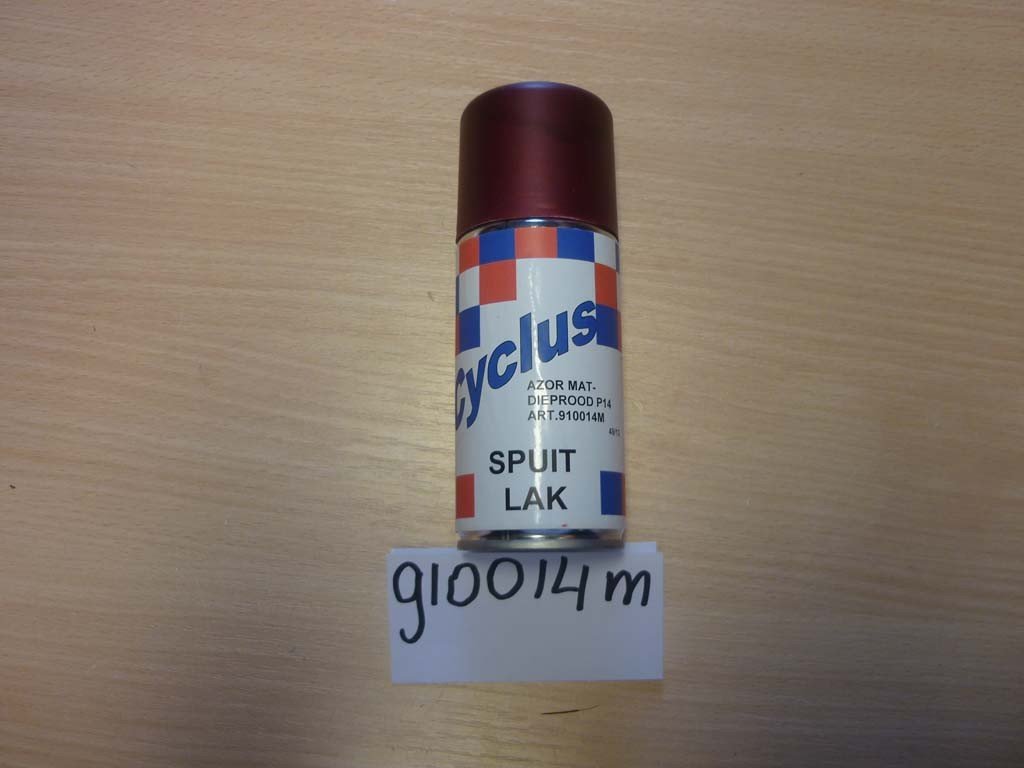 cyclus
AZOR MAT-
DIEPROOD P14
ART.910014M
SPUIT
LAK
910014m